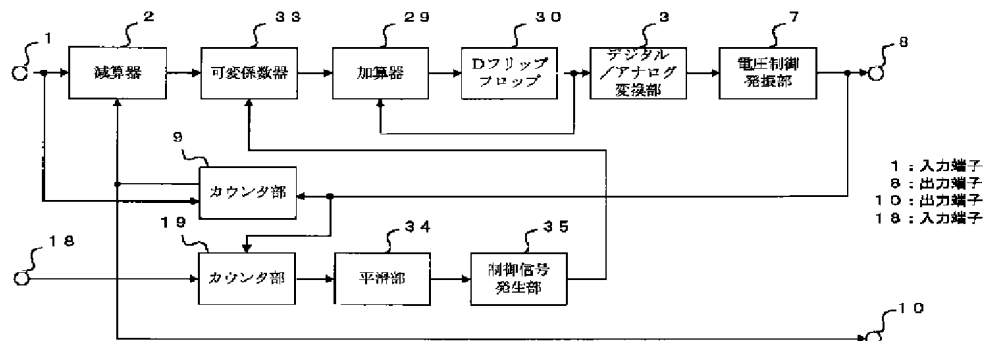 1
2
33
29
30
3
7
8
減算器
可変係数器
加算器
Dフリップ
フロップ
デジタル
/アナログ
変換部
電圧制御
発振部
9
カウンタ部
1:入力端子
8:出力端子
10:出力端子
18:入力端子
18
19
34
35
カウンタ部
平滑部
制御信号
発生部
10